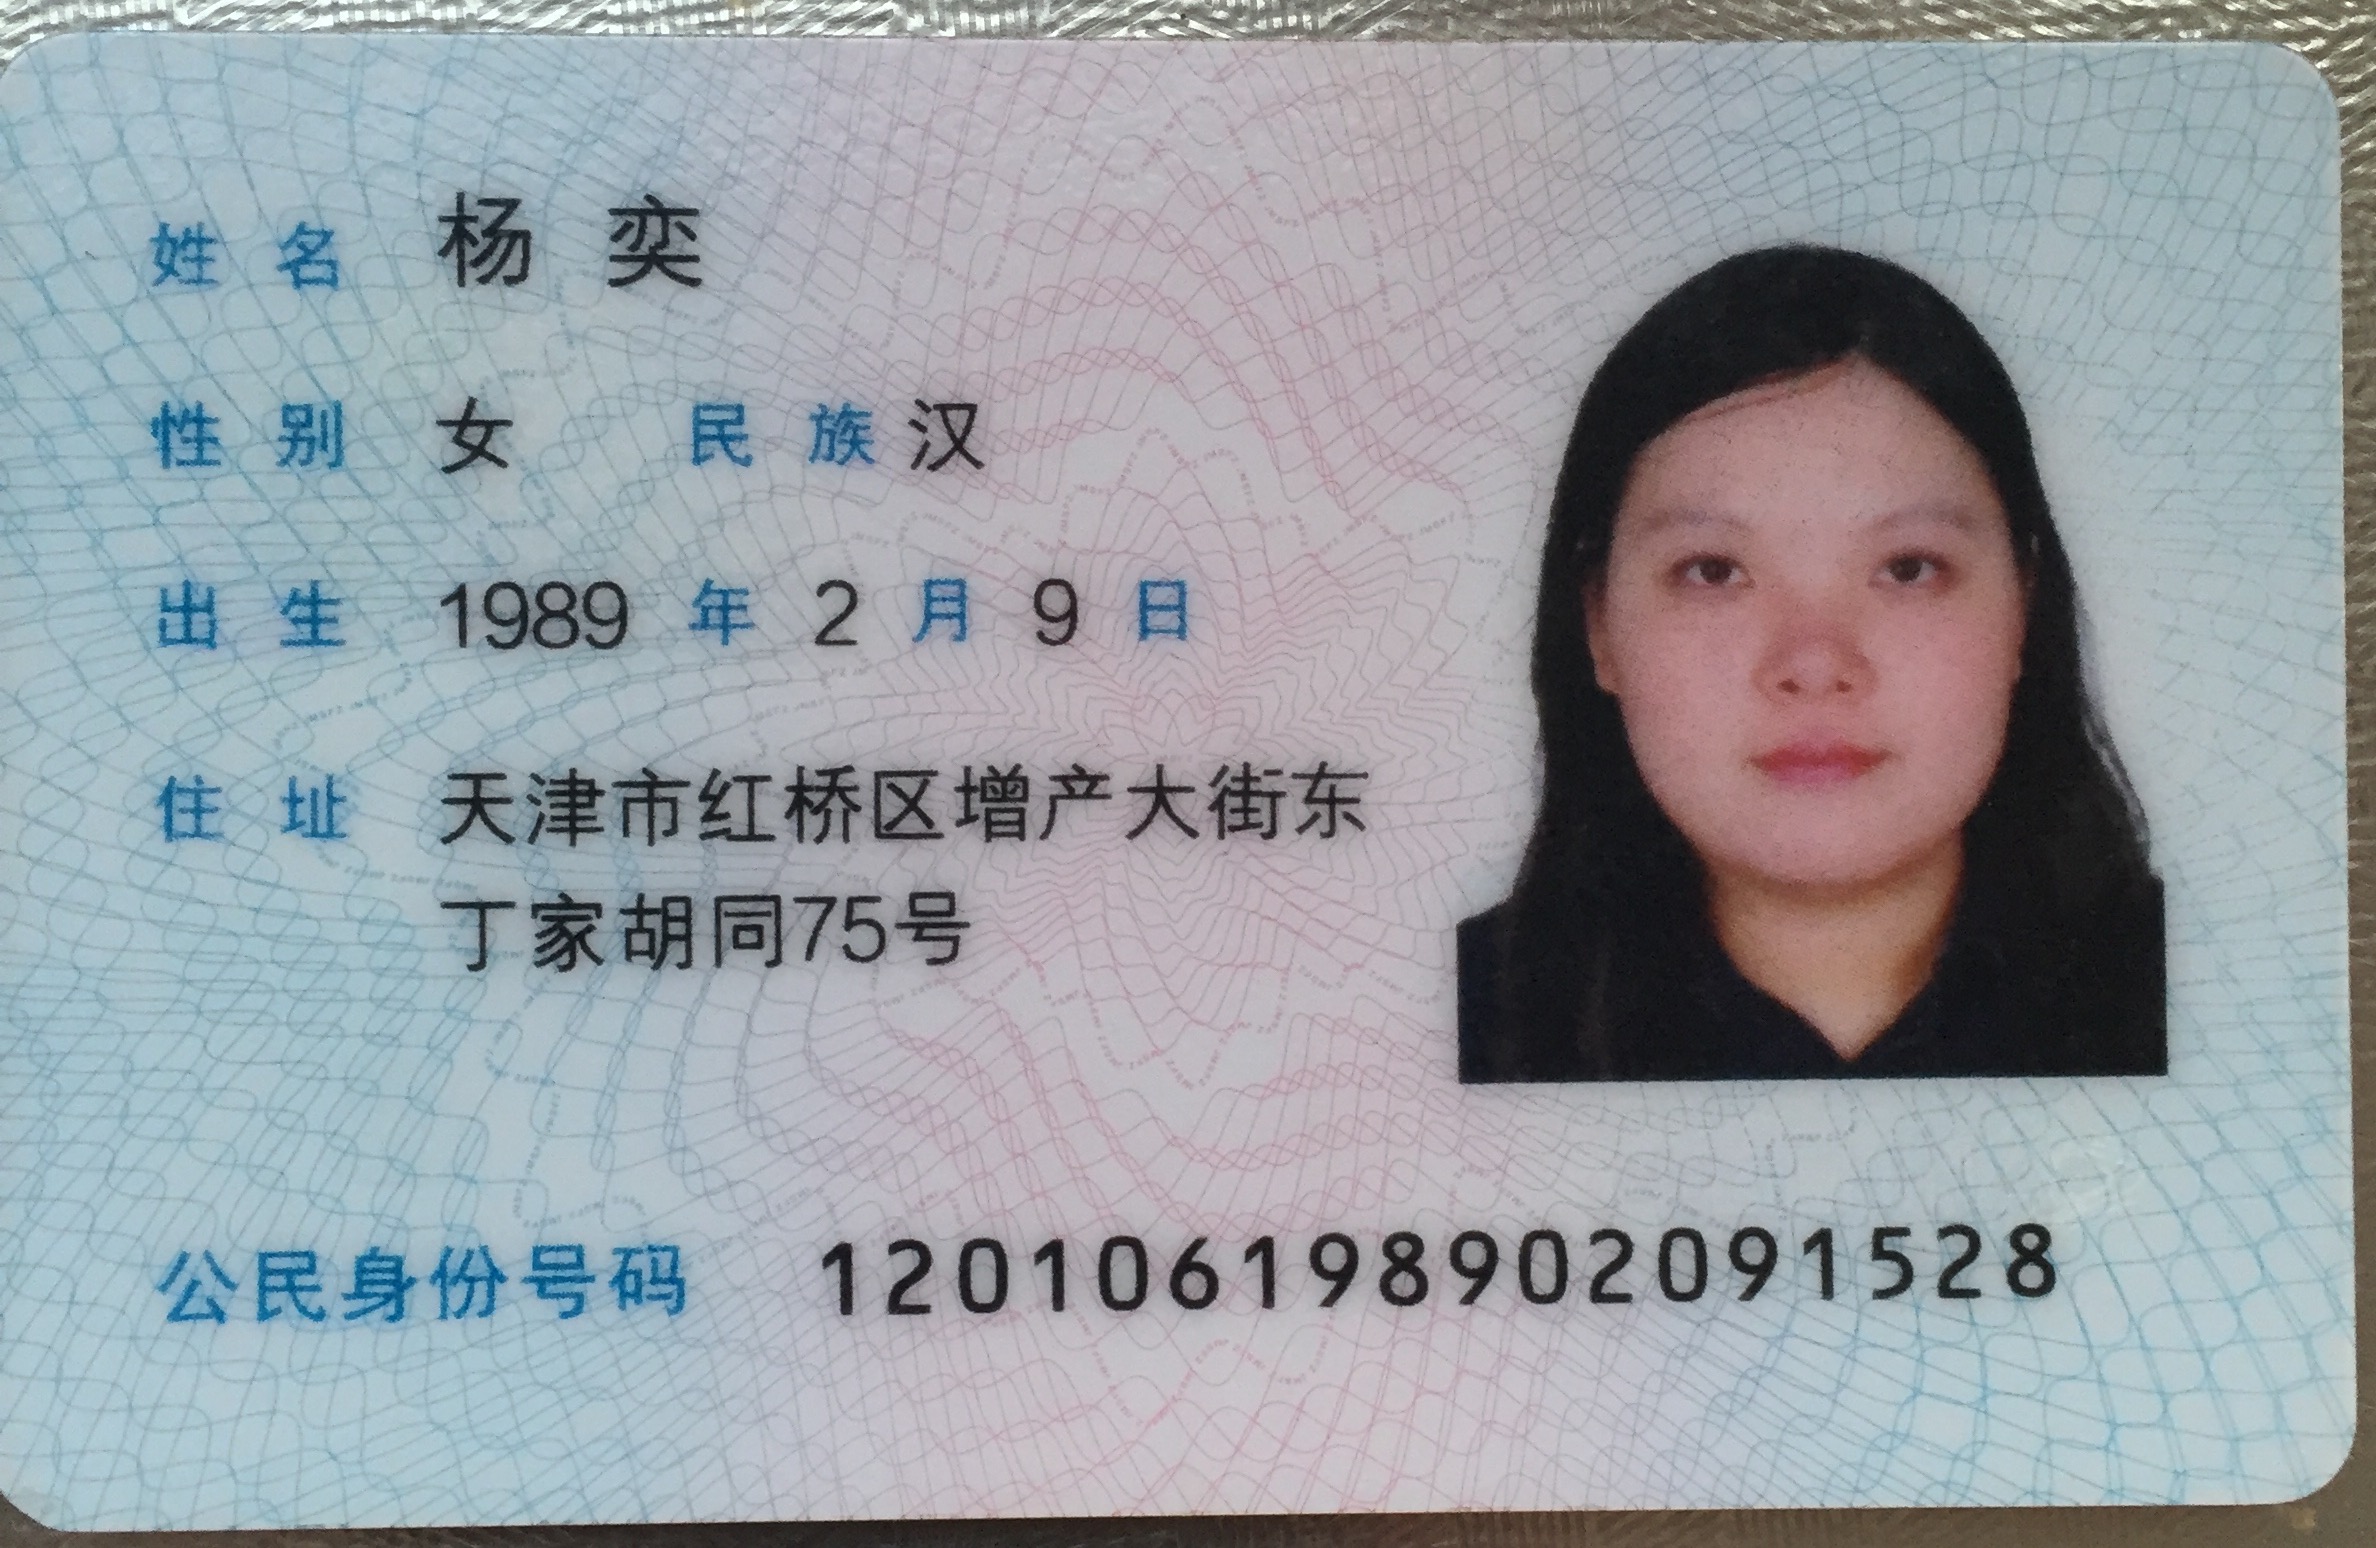 姓名 杨奕
性别 女 民族 汉
出生 1989 年 2 月 9 日
住址 天津市红桥区增产大街东
丁家胡同75号
公民身份号码 120106198902091528